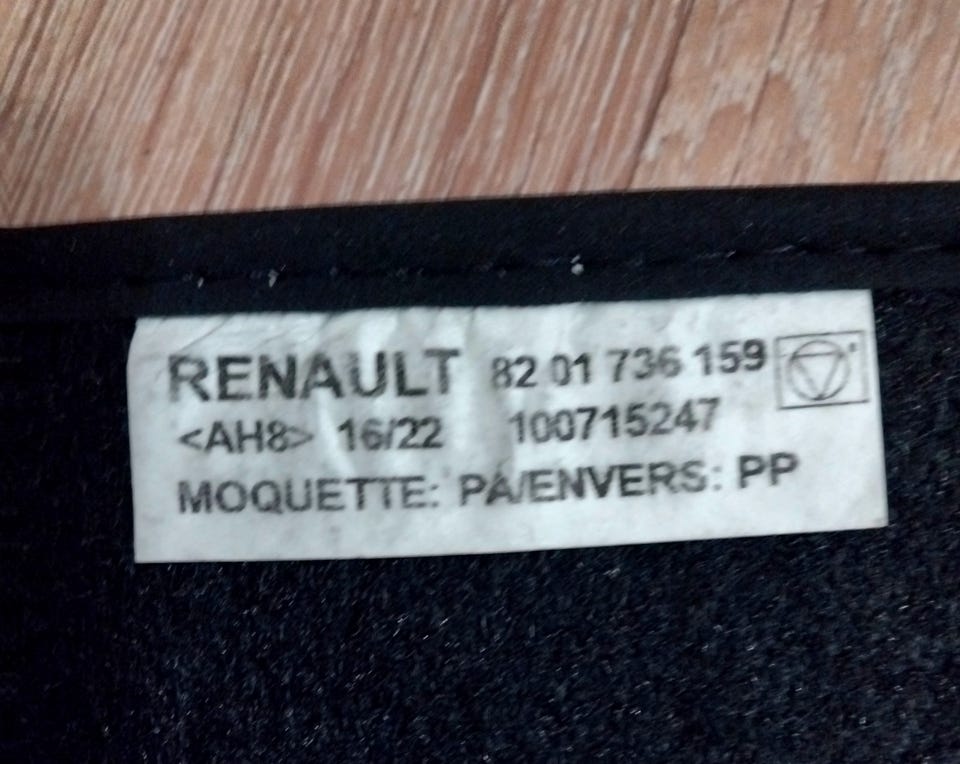 RENAULT 82 01 736 159
<AH8> 16/22 100715247
MOQUETTE: PA/ENVERS: PP